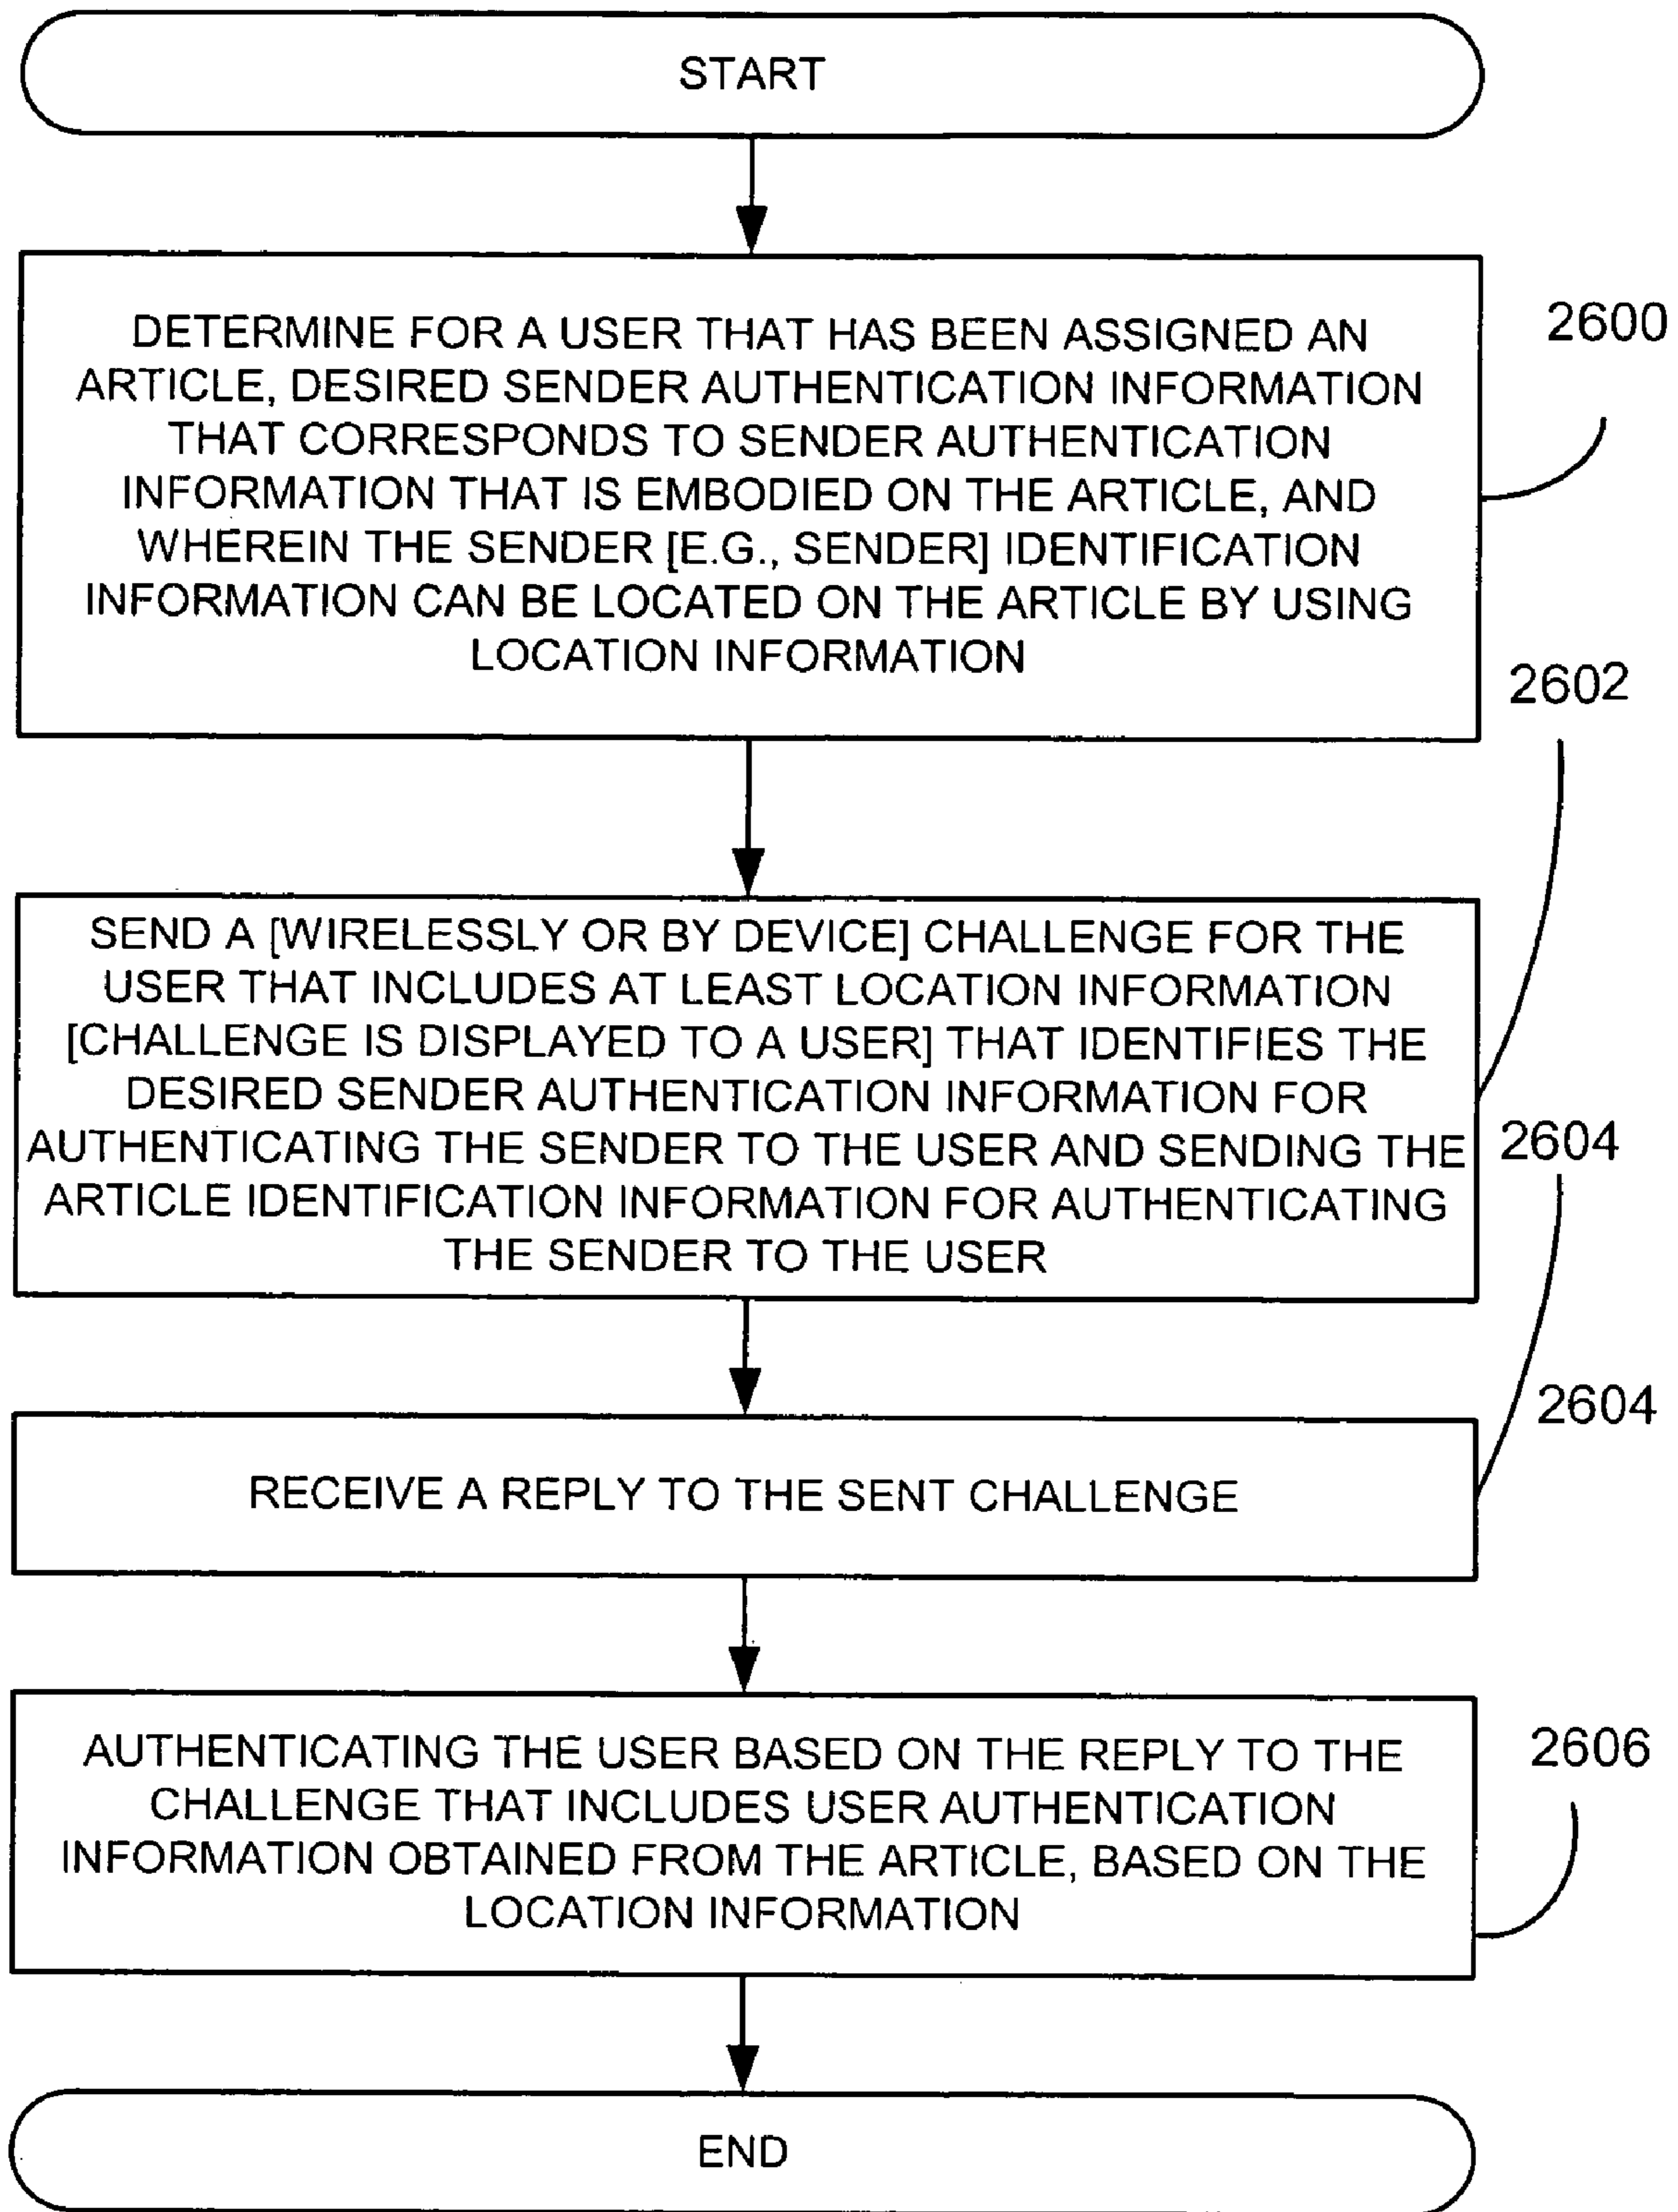 START
DETERMINE FOR A USER THAT HAS BEEN ASSIGNED AN
ARTICLE, DESIRED SENDER AUTHENTICATION INFORMATION
THAT CORRESPONDS TO SENDER AUTHENTICATION
INFORMATION THAT IS EMBODIED ON THE ARTICLE, AND
WHEREIN THE SENDER [E.G., SENDER] IDENTIFICATION
INFORMATION CAN BE LOCATED ON THE ARTICLE BY USING
LOCATION INFORMATION
2600
2602
SEND A [WIRELESSLY OR BY DEVICE] CHALLENGE FOR THE
USER THAT INCLUDES AT LEAST LOCATION INFORMATION
[CHALLENGE IS DISPLAYED TO A USER] THAT IDENTIFIES THE
DESIRED SENDER AUTHENTICATION INFORMATION FOR
AUTHENTICATING THE SENDER TO THE USER AND SENDING THE
ARTICLE IDENTIFICATION INFORMATION FOR AUTHENTICATING
THE SENDER TO THE USER
2604
2604
RECEIVE A REPLY TO THE SENT CHALLENGE
AUTHENTICATING THE USER BASED ON THE REPLY TO THE
CHALLENGE THAT INCLUDES USER AUTHENTICATION
INFORMATION OBTAINED FROM THE ARTICLE, BASED ON THE
LOCATION INFORMATION
2606
END